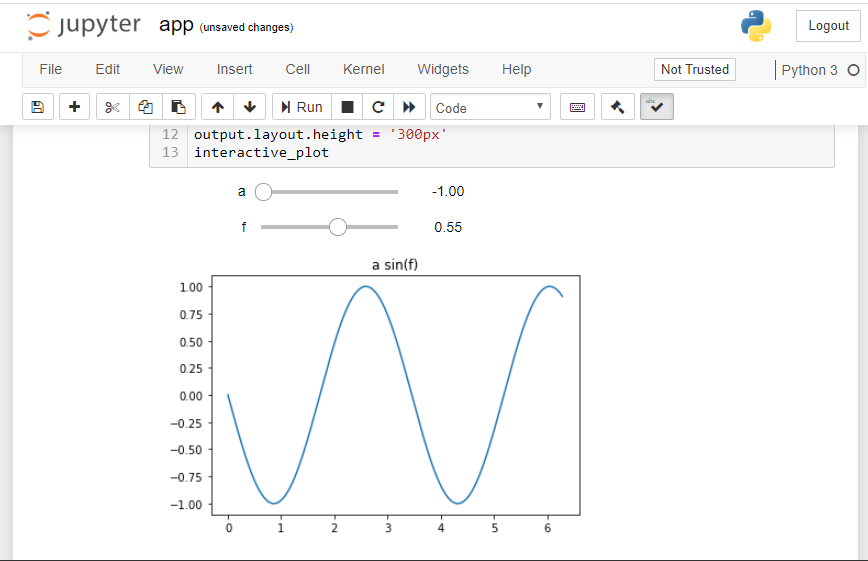 jupyter app (unsaved changes) Logout
File Edit View Insert Cell Kernel Widgets Help Not Trusted Python 3
Run Code
12 output.layout.height = '300px'
13 interactive_plot
a -1.00
f 0.55
a sin(f)
1.00
0.75
0.50
0.25
0.00
−0.25
−0.50
−0.75
−1.00
0 1 2 3 4 5 6